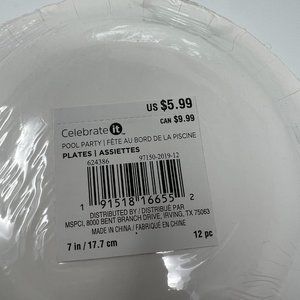 US $5.99
CAN $9.99
Celebrate it
POOL PARTY | FÊTE AU BORD DE LA PISCINE
PLATES | ASSIETTES
624386 97150-2019-12
1 91518 16655 2
DISTRIBUTED BY / DISTRIBUÉ PAR
MSPCI, 8000 BENT BRANCH DRIVE, IRVING, TX 75063
MADE IN CHINA / FABRIQUÉ EN CHINE
7 in / 17.7 cm 12 pc